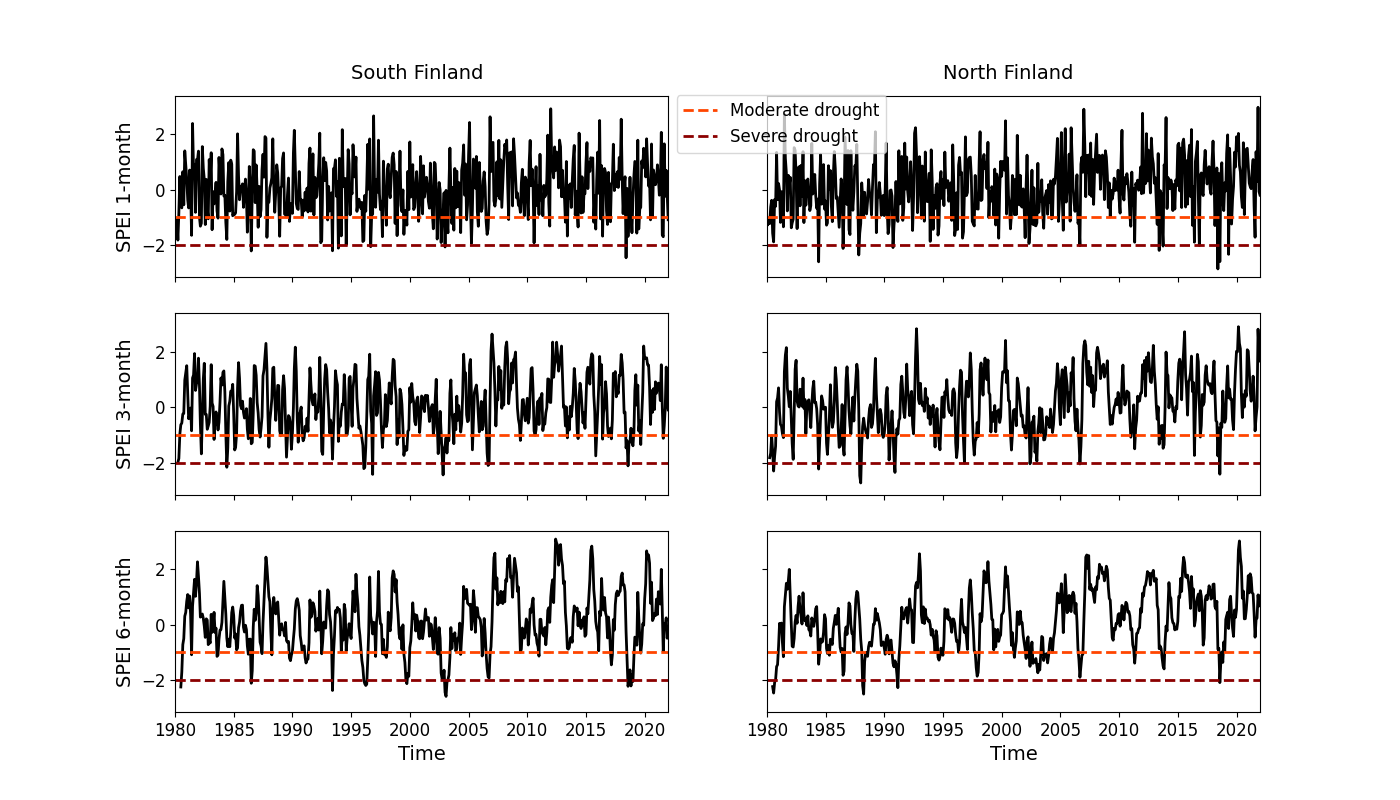 South Finland
North Finland
Moderate drought
Severe drought
SPEI 1-month
2
0
−2
SPEI 3-month
2
0
−2
SPEI 6-month
2
0
−2
1980 1985 1990 1995 2000 2005 2010 2015 2020
1980 1985 1990 1995 2000 2005 2010 2015 2020
Time
Time